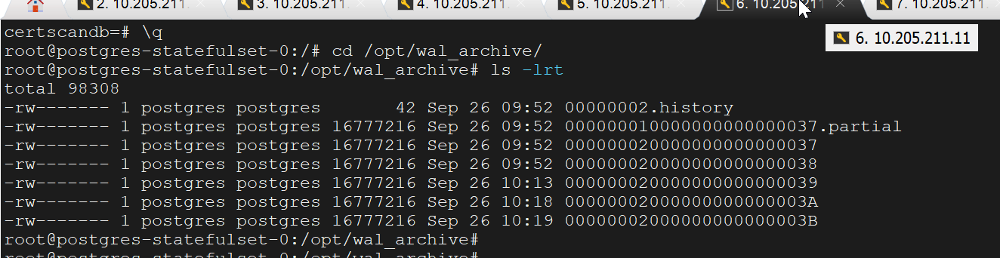 2. 10.205.211.
3. 10.205.211.
4. 10.205.211.
5. 10.205.211.
6. 10.205.211
7. 10.205.211.
6. 10.205.211.11
certscandb=# \q
root@postgres-statefulset-0:/# cd /opt/wal_archive/
root@postgres-statefulset-0:/opt/wal_archive# ls -lrt
total 98308
-rw------- 1 postgres postgres       42 Sep 26 09:52 00000002.history
-rw------- 1 postgres postgres 16777216 Sep 26 09:52 000000010000000000000037.partial
-rw------- 1 postgres postgres 16777216 Sep 26 09:52 000000020000000000000037
-rw------- 1 postgres postgres 16777216 Sep 26 09:52 000000020000000000000038
-rw------- 1 postgres postgres 16777216 Sep 26 10:13 000000020000000000000039
-rw------- 1 postgres postgres 16777216 Sep 26 10:18 00000002000000000000003A
-rw------- 1 postgres postgres 16777216 Sep 26 10:19 00000002000000000000003B
root@postgres-statefulset-0:/opt/wal_archive#
root@postgres-statefulset-0:/opt/wal_archive#